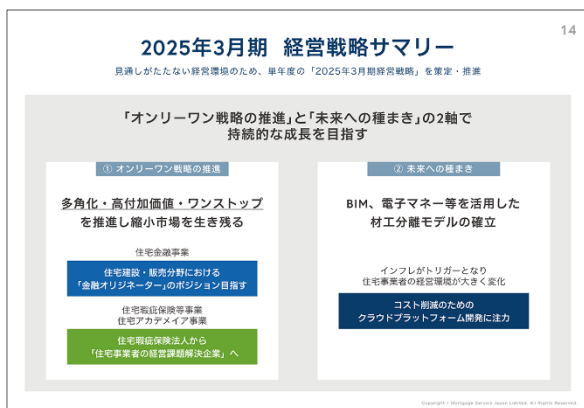 14
2025年3月期 経営戦略サマリー
見通しがたたない経営環境のため、単年度の「2025年3月期経営戦略」を策定・推進
「オンリーワン戦略の推進」と「未来への種まき」の2軸で
持続的な成長を目指す
① オンリーワン戦略の推進
多角化・高付加価値・ワンストップ
を推進し縮小市場を生き残る
住宅金融事業
住宅建設・販売分野における
「金融オリジネーター」のポジション目指す
住宅瑕疵保険等事業
住宅アカデメイア事業
住宅瑕疵保険法人から
「住宅事業者の経営課題解決企業」へ
② 未来への種まき
BIM、電子マネー等を活用した
材工分離モデルの確立
インフレがトリガーとなり
住宅事業者の経営環境が大きく変化
コスト削減のための
クラウドプラットフォーム開発に注力
Copyright © Mortgage Service Japan Limited. All Rights Reserved.